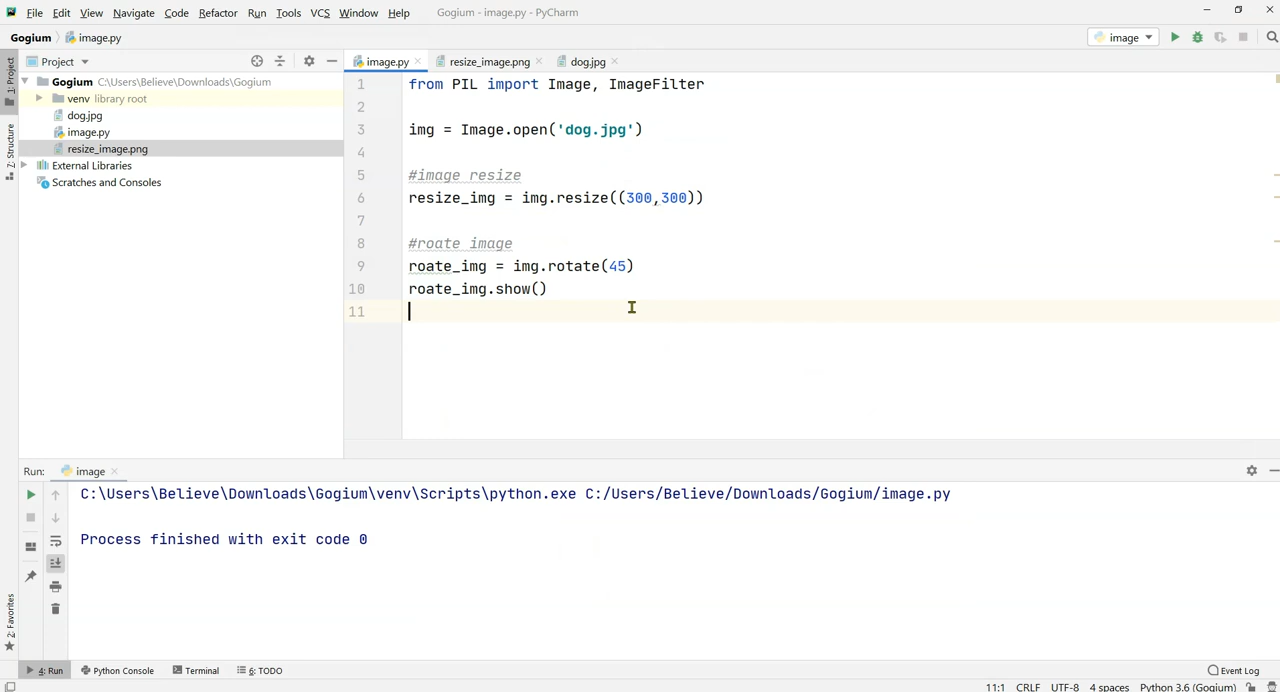 File Edit View Navigate Code Refactor Run Tools VCS Window Help Gogium - image.py - PyCharm
Gogium image.py image
Project image.py resize_image.png dog.jpg
1: Project
Gogium C:\Users\Believe\Downloads\Gogium
venv library root
dog.jpg
image.py
resize_image.png
External Libraries
Scratches and Consoles
Z: Structure
1 from PIL import Image, ImageFilter
2
3 img = Image.open('dog.jpg')
4
5 #image resize
6 resize_img = img.resize((300,300))
7
8 #roate image
9 roate_img = img.rotate(45)
10 roate_img.show()
11
Run: image
C:\Users\Believe\Downloads\Gogium\venv\Scripts\python.exe C:/Users/Believe/Downloads/Gogium/image.py
Process finished with exit code 0
2: Favorites
4: Run Python Console Terminal 6: TODO Event Log
11:1 CRLF UTF-8 4 spaces Python 3.6 (Gogium)